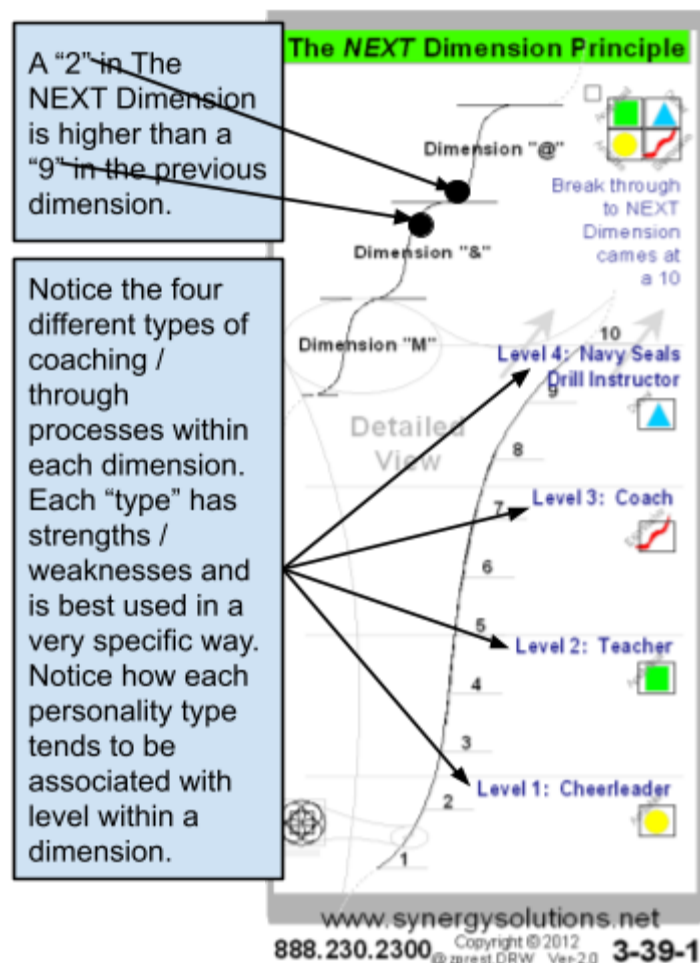 A “2” in The
NEXT Dimension
is higher than a
“9” in the previous
dimension.
Notice the four
different types of
coaching /
through
processes within
each dimension.
Each “type” has
strengths /
weaknesses and
is best used in a
very specific way.
Notice how each
personality type
tends to be
associated with
level within a
dimension.
The NEXT Dimension Principle
Dimension "@"
Break through
to NEXT
Dimension
cames at
a 10
Dimension "&"
Dimension "M"
Detailed
View
10
Level 4: Navy Seals
Drill Instructor
9
8
Level 3: Coach
7
6
5
Level 2: Teacher
4
3
Level 1: Cheerleader
2
1
www.synergysolutions.net
888.230.2300
Copyright © 2012
@zprest.DRW Ver-2.0
3-39-1